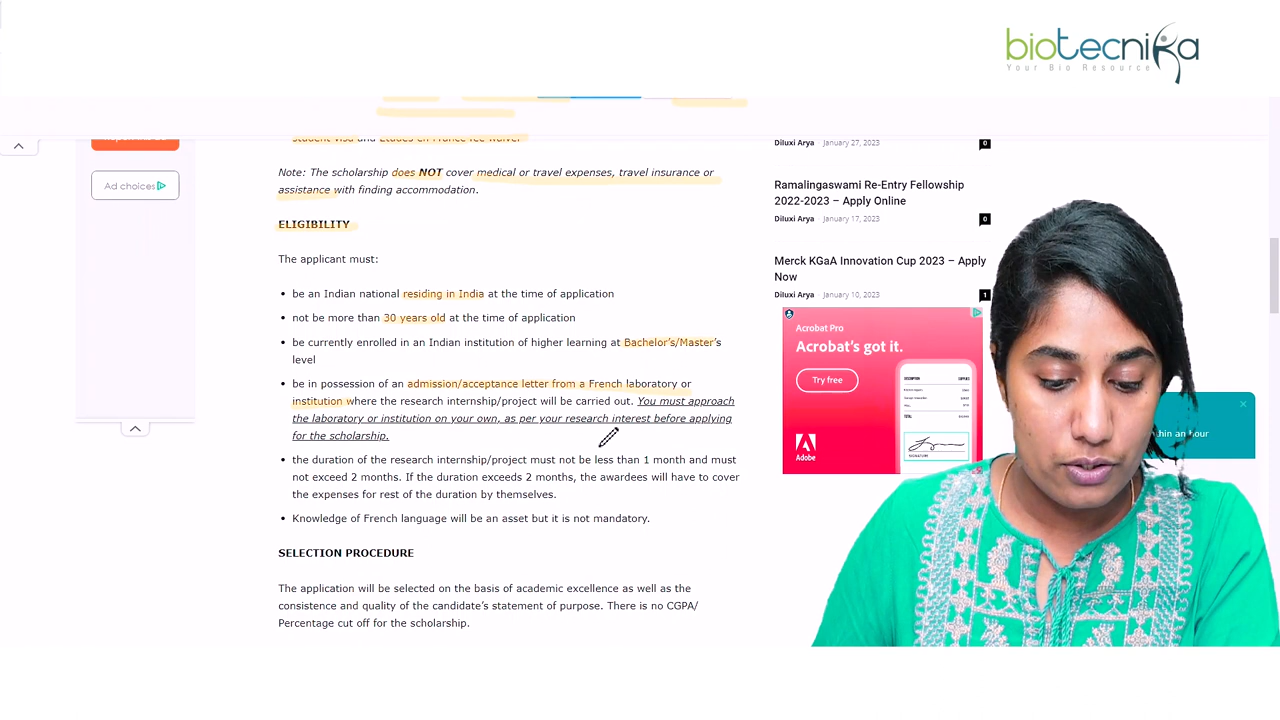 biotecnika
Your Bio Resource
student visa and Études en France fee waiver
Ad choices
Note: The scholarship does NOT cover medical or travel expenses, travel insurance or
assistance with finding accommodation.
ELIGIBILITY
The applicant must:
be an Indian national residing in India at the time of application
not be more than 30 years old at the time of application
be currently enrolled in an Indian institution of higher learning at Bachelor’s/Master’s
level
be in possession of an admission/acceptance letter from a French laboratory or
institution where the research internship/project will be carried out. You must approach
the laboratory or institution on your own, as per your research interest before applying
for the scholarship.
the duration of the research internship/project must not be less than 1 month and must
not exceed 2 months. If the duration exceeds 2 months, the awardees will have to cover
the expenses for rest of the duration by themselves.
Knowledge of French language will be an asset but it is not mandatory.
SELECTION PROCEDURE
The application will be selected on the basis of academic excellence as well as the
consistence and quality of the candidate’s statement of purpose. There is no CGPA/
Percentage cut off for the scholarship.
Diluxi Arya - January 27, 2023 0
Ramalingaswami Re-Entry Fellowship
2022-2023 – Apply Online
Diluxi Arya - January 17, 2023 0
Merck KGaA Innovation Cup 2023 – Apply
Now
Diluxi Arya - January 10, 2023 1
Acrobat Pro
Acrobat’s got it.
Try free
Adobe
hin an hour